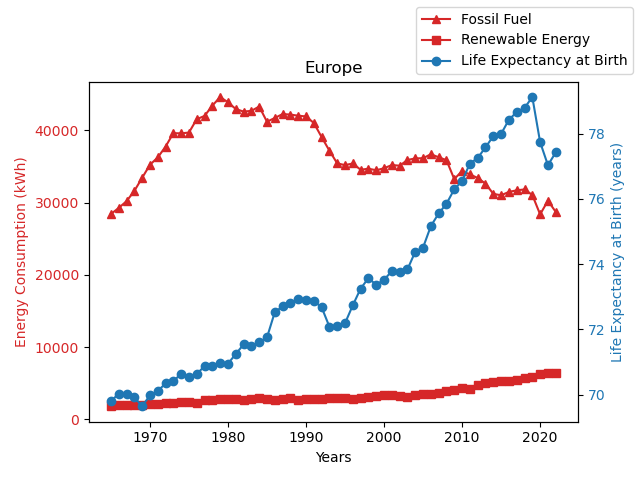 Fossil Fuel
Renewable Energy
Life Expectancy at Birth
Europe
Energy Consumption (kWh)
40000
30000
20000
10000
0
78
76
74
72
70
Life Expectancy at Birth (years)
1970 1980 1990 2000 2010 2020
Years